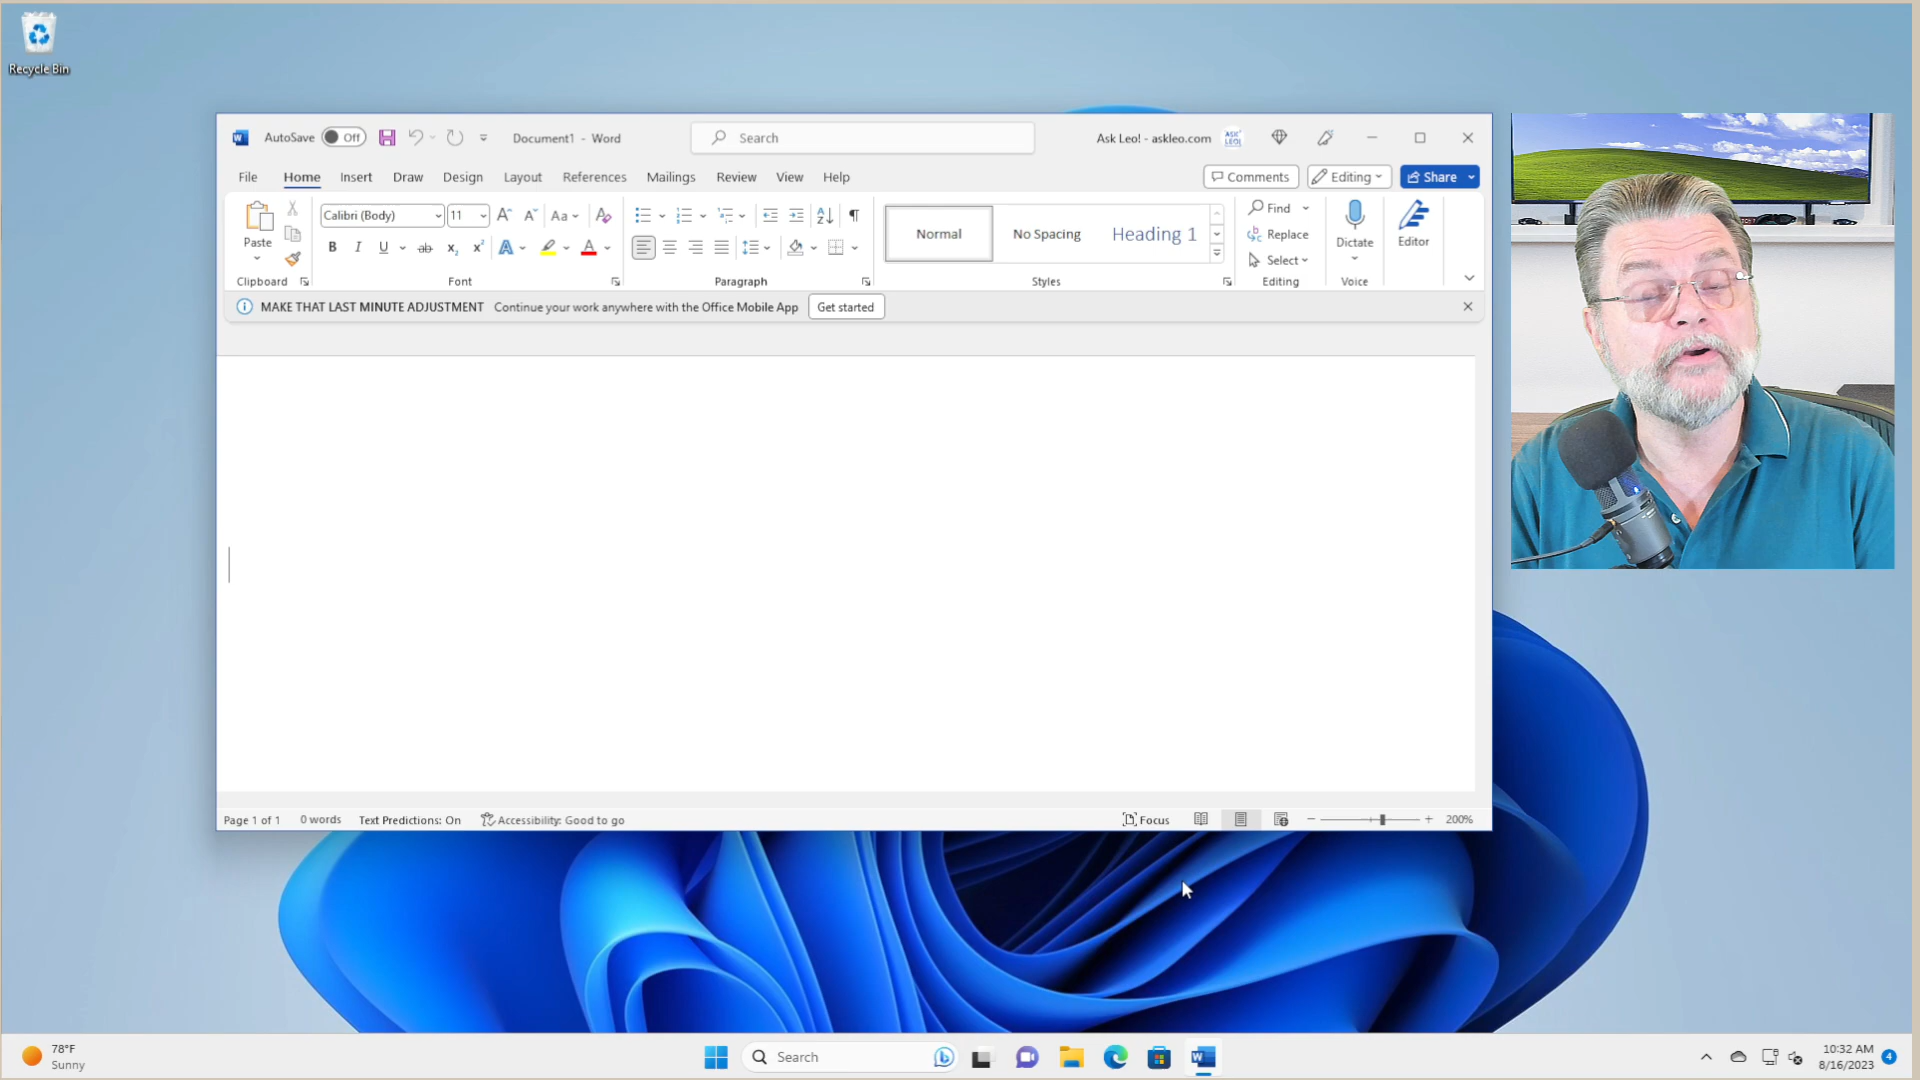 Recycle Bin
AutoSave Off Document1 - Word Search Ask Leo! - askleo.com ASK LEO!
File Home Insert Draw Design Layout References Mailings Review View Help Comments Editing Share
Paste Calibri (Body) 11 Aa Normal No Spacing Heading 1 Find Replace Select Dictate Editor
Clipboard Font Paragraph Styles Editing Voice
MAKE THAT LAST MINUTE ADJUSTMENT Continue your work anywhere with the Office Mobile App Get started
Page 1 of 1 0 words Text Predictions: On Accessibility: Good to go Focus 200%
78°F
Sunny
Search
10:32 AM
8/16/2023
4